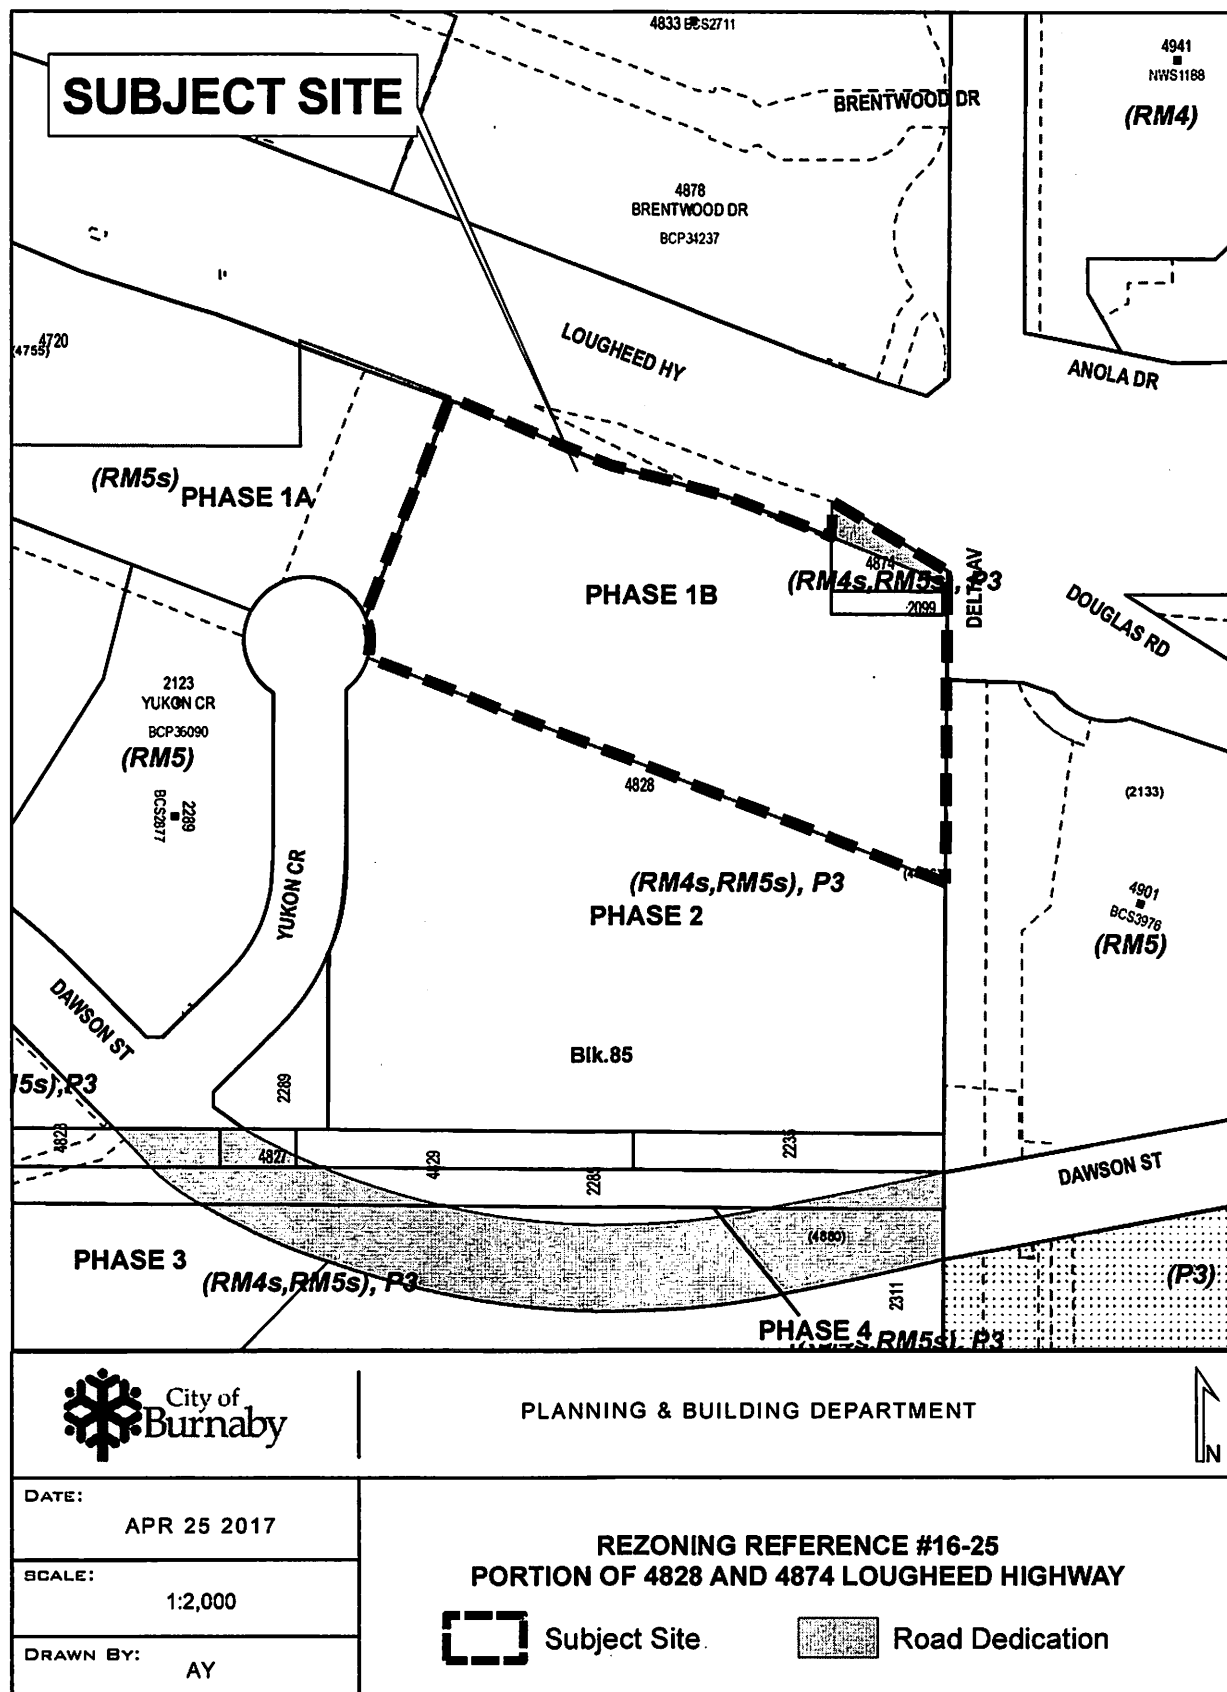 4833 BCS2711
4941
NWS1188
(RM4)
SUBJECT SITE
BRENTWOOD DR
4878
BRENTWOOD DR
BCP34237
LOUGHEED HY
ANOLA DR
4720
(4755)
(RM5s)
PHASE 1A
PHASE 1B
4874
(RM4s,RM5s), P3
2099
DELTA AV
DOUGLAS RD
2123
YUKON CR
BCP36090
(RM5)
2289
BCS2877
4828
(2133)
(RM4s,RM5s), P3
PHASE 2
4901
BCS3976
(RM5)
YUKON CR
DAWSON ST
Blk.85
2289
15s),P3
4828
4827
4829
2285
2235
DAWSON ST
(4880)
PHASE 3
(RM4s,RM5s), P3
2311
(P3)
PHASE 4
RM5s), P3
City of
Burnaby
PLANNING & BUILDING DEPARTMENT
N
DATE:
APR 25 2017
SCALE:
1:2,000
DRAWN BY:
AY
REZONING REFERENCE #16-25
PORTION OF 4828 AND 4874 LOUGHEED HIGHWAY
Subject Site
Road Dedication